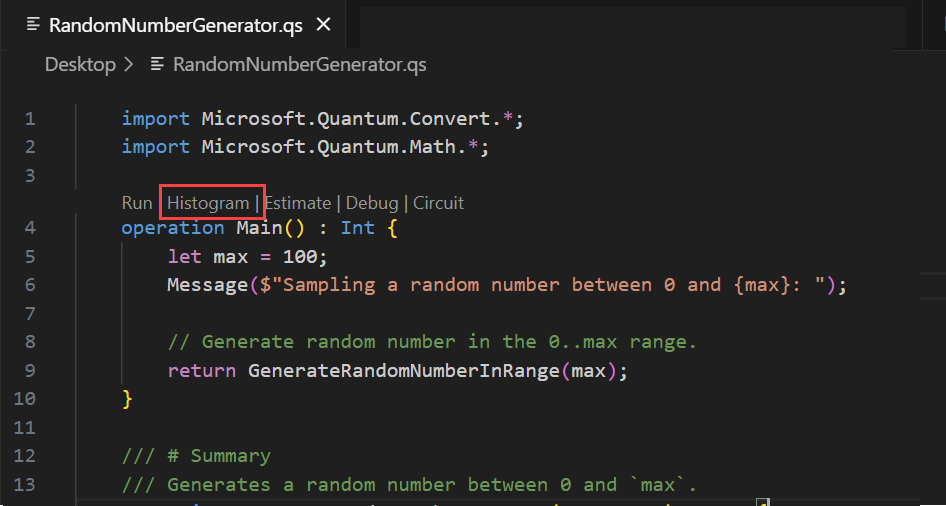 RandomNumberGenerator.qs
Desktop > RandomNumberGenerator.qs
1 import Microsoft.Quantum.Convert.*;
2 import Microsoft.Quantum.Math.*;
3
Run | Histogram | Estimate | Debug | Circuit
4 operation Main() : Int {
5 let max = 100;
6 Message($"Sampling a random number between 0 and {max}: ");
7
8 // Generate random number in the 0..max range.
9 return GenerateRandomNumberInRange(max);
10 }
11
12 /// # Summary
13 /// Generates a random number between 0 and `max`.